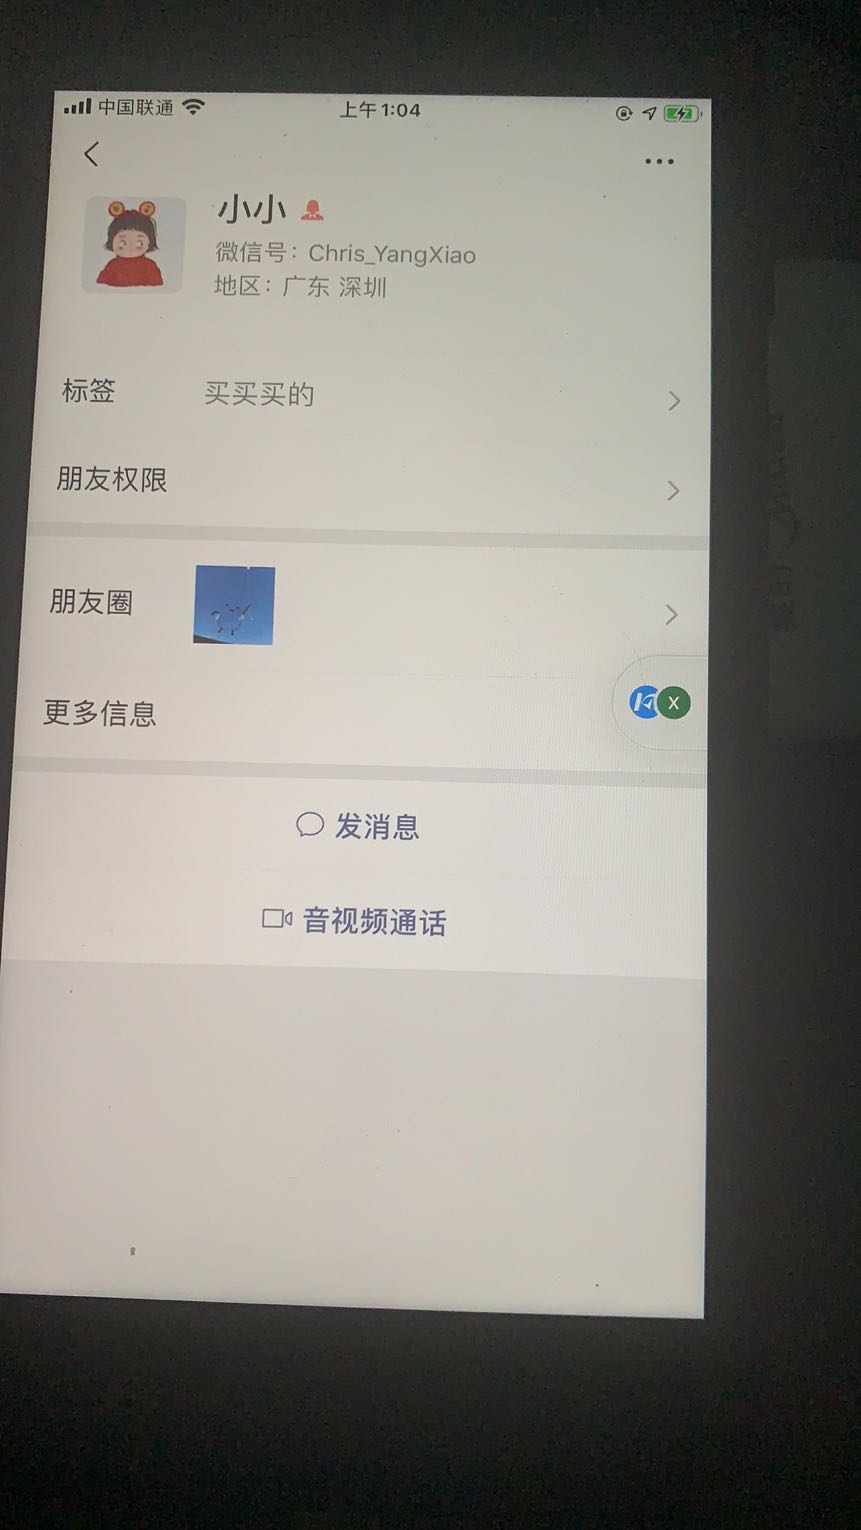 中国联通
上午1:04
小小
微信号：Chris_YangXiao
地区：广东 深圳
标签 买买买的
朋友权限
朋友圈
更多信息
X
发消息
音视频通话